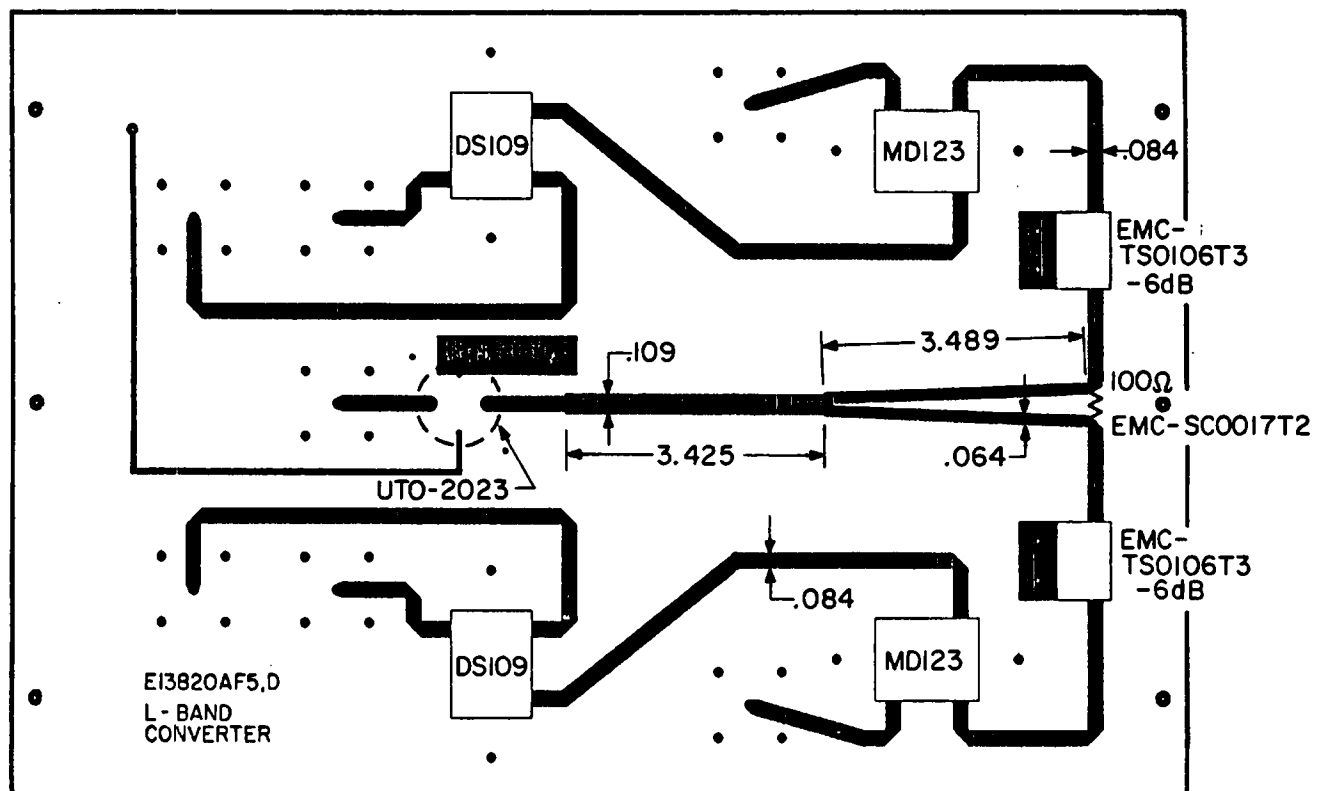 DS109
MD123
.084
EMC-
TS0106T3
-6dB
.109
3.489
100Ω
EMC-SC0017T2
3.425
.064
UTO-2023
EMC-
TS0106T3
-6dB
.084
DS109
MD123
E13820AF5,D
L-BAND
CONVERTER